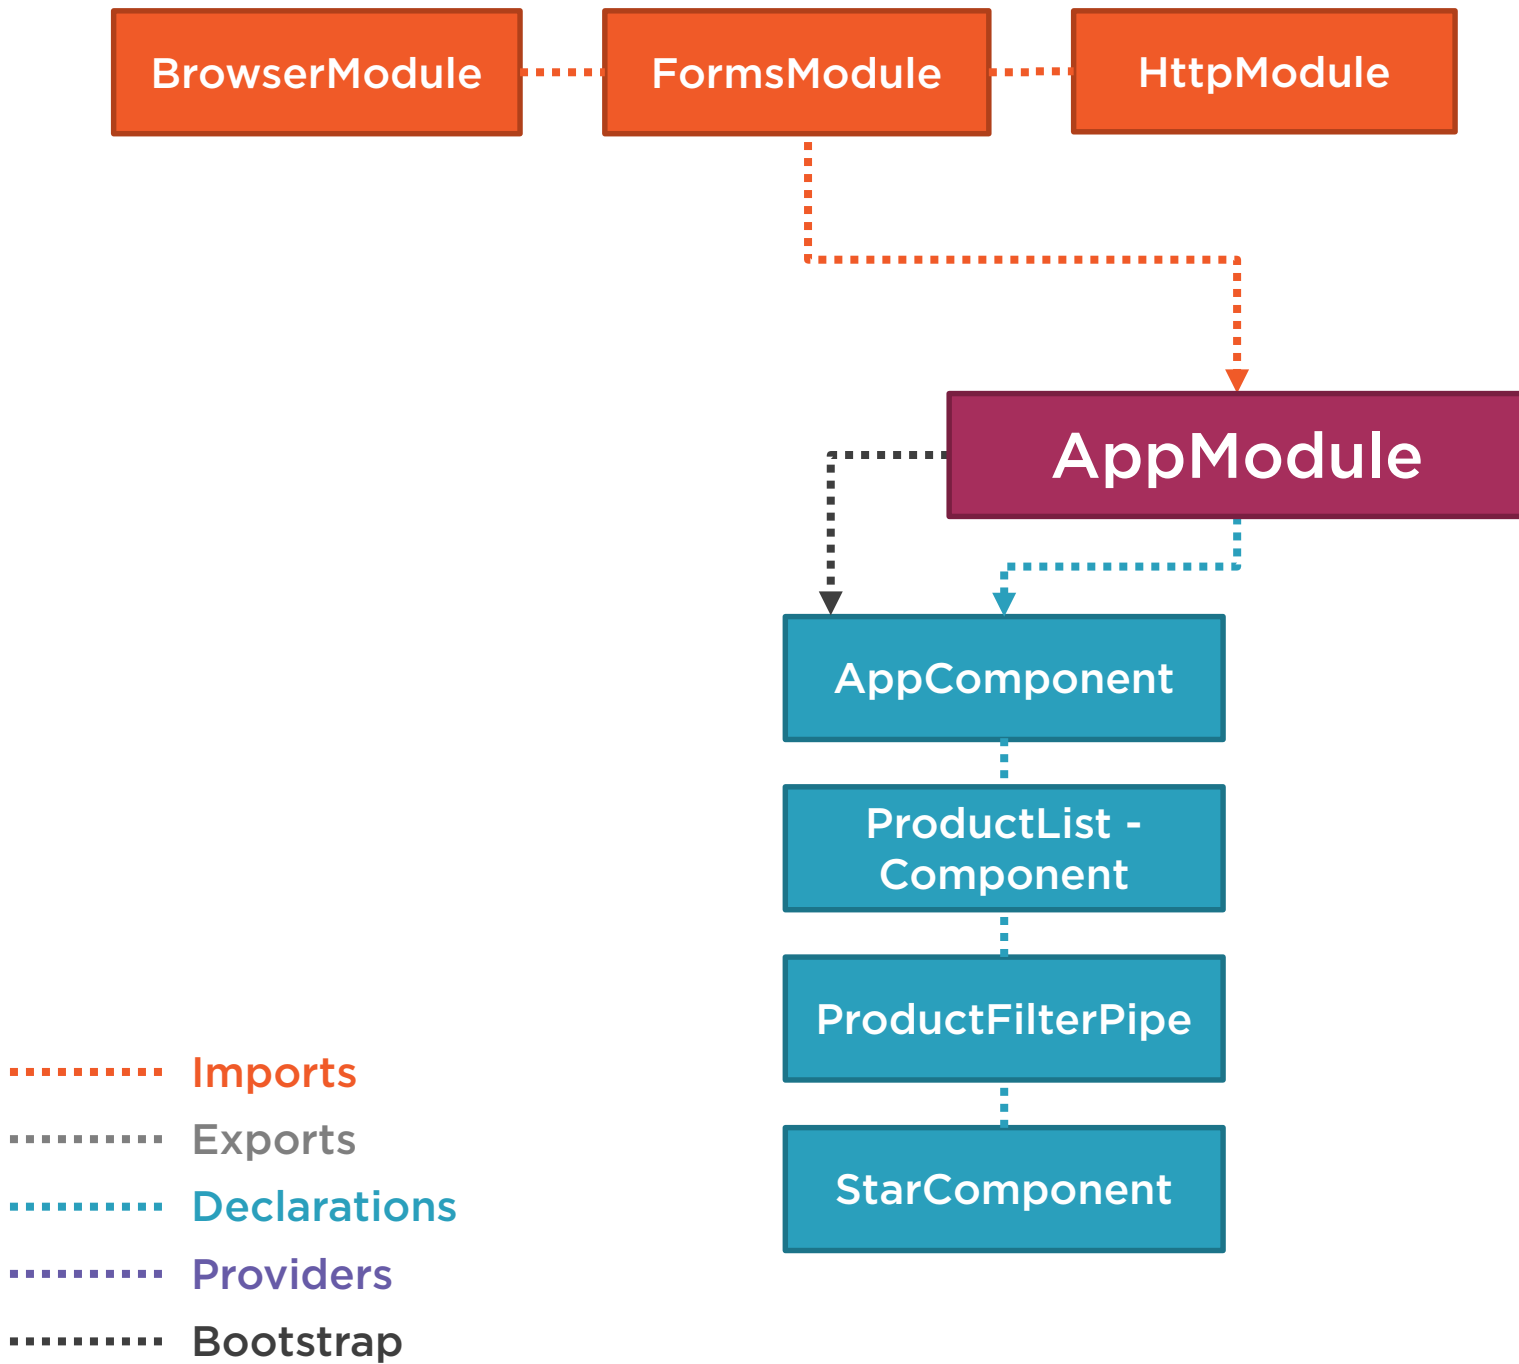 BrowserModule
FormsModule
HttpModule
AppModule
AppComponent
ProductList -
Component
ProductFilterPipe
StarComponent
Imports
Exports
Declarations
Providers
Bootstrap